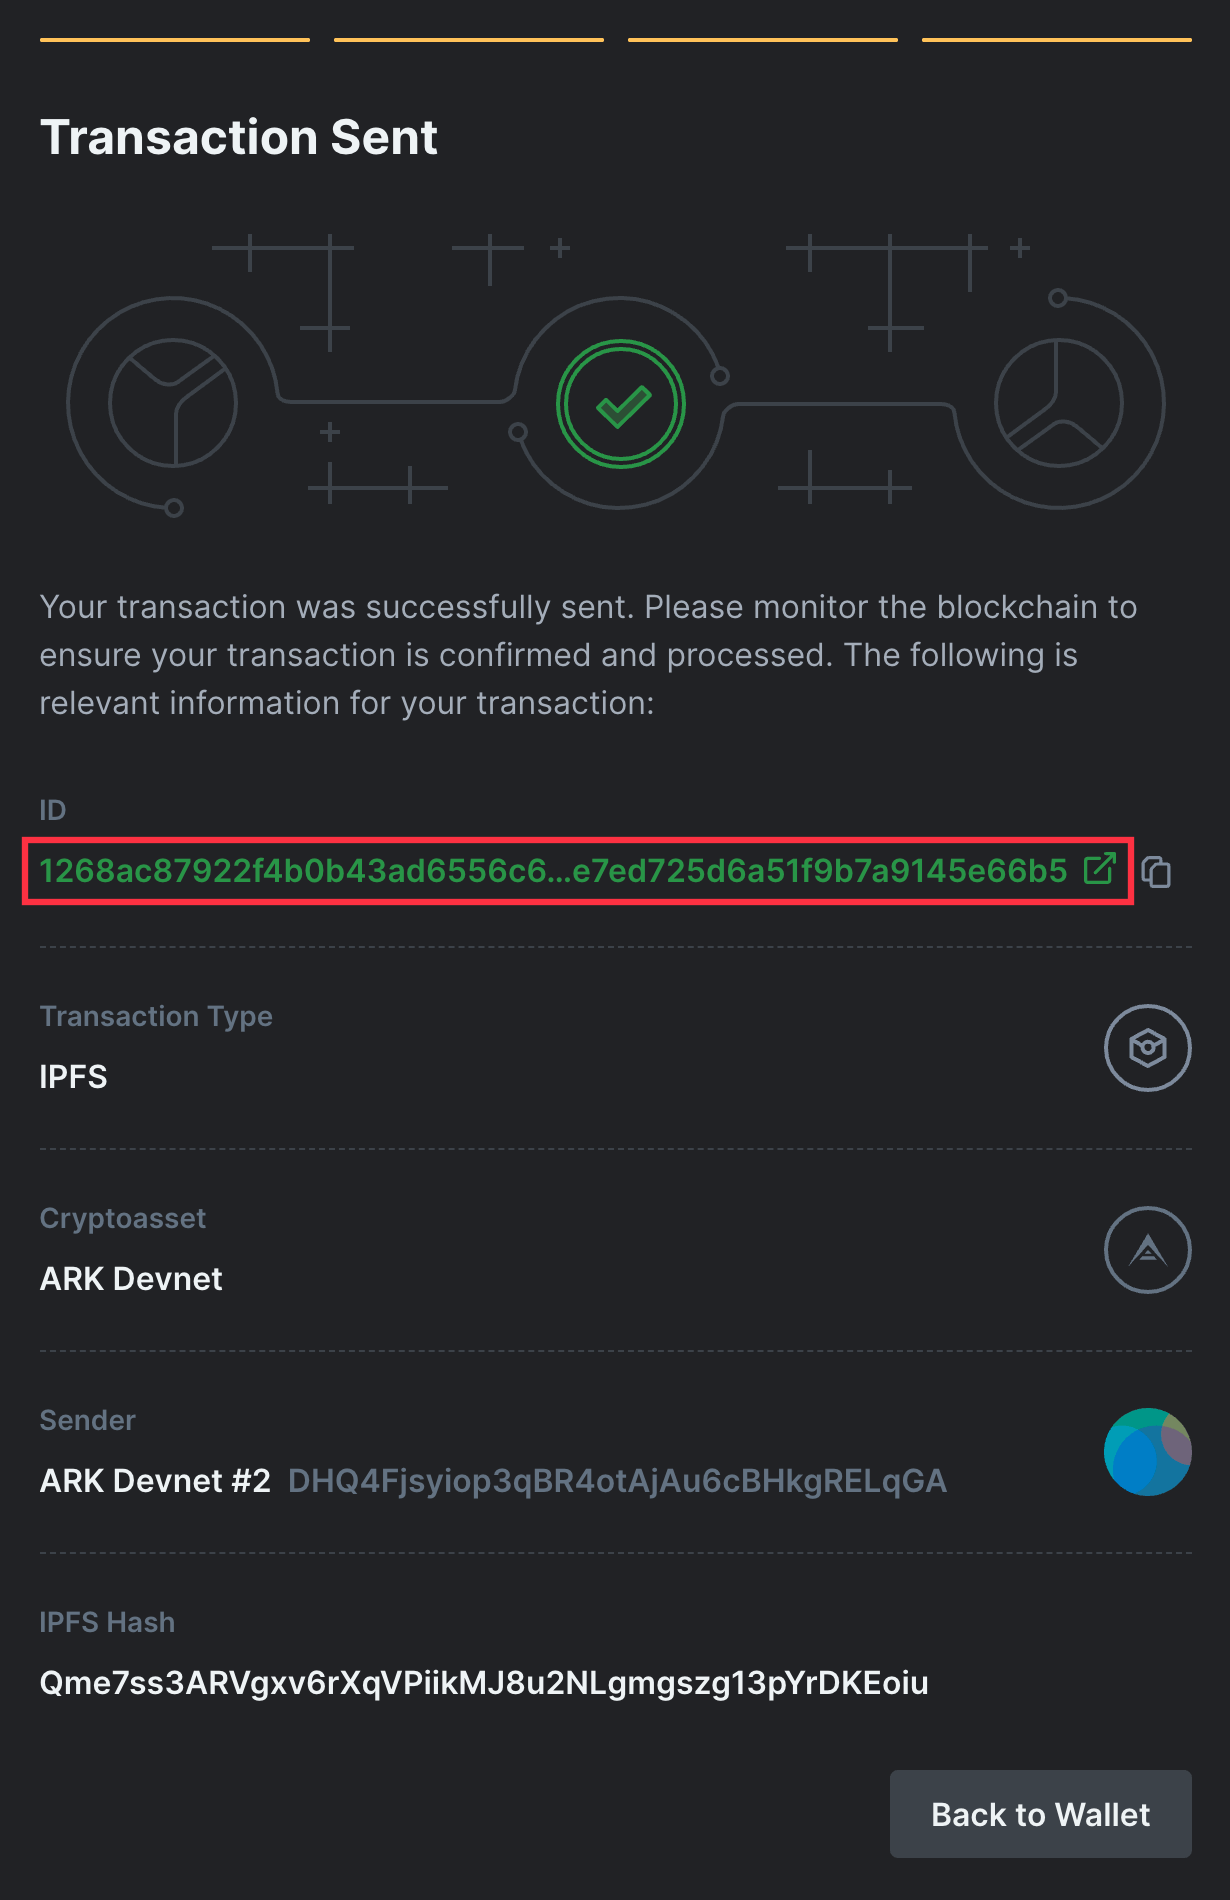 Transaction Sent
Your transaction was successfully sent. Please monitor the blockchain to
ensure your transaction is confirmed and processed. The following is
relevant information for your transaction:
ID
1268ac87922f4b0b43ad6556c6...e7ed725d6a51f9b7a9145e66b5
Transaction Type
IPFS
Cryptoasset
ARK Devnet
Sender
ARK Devnet #2 DHQ4Fjsyiop3qBR4otAjAu6cBHkgRELqGA
IPFS Hash
Qme7ss3ARVgxv6rXqVPiikMJ8u2NLgmgszg13pYrDKEoiu
Back to Wallet